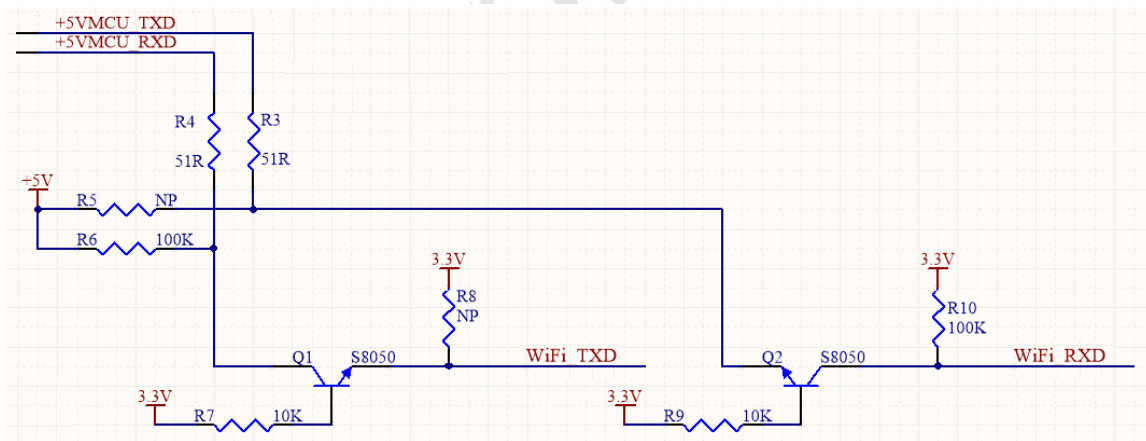 +5VMCU_TXD
+5VMCU_RXD
R4
R3
51R
51R
+5V
R5
NP
R6
100K
3.3V
R8
NP
3.3V
R10
100K
Q1
S8050
WiFi_TXD
Q2
S8050
WiFi_RXD
3.3V
R7
10K
3.3V
R9
10K